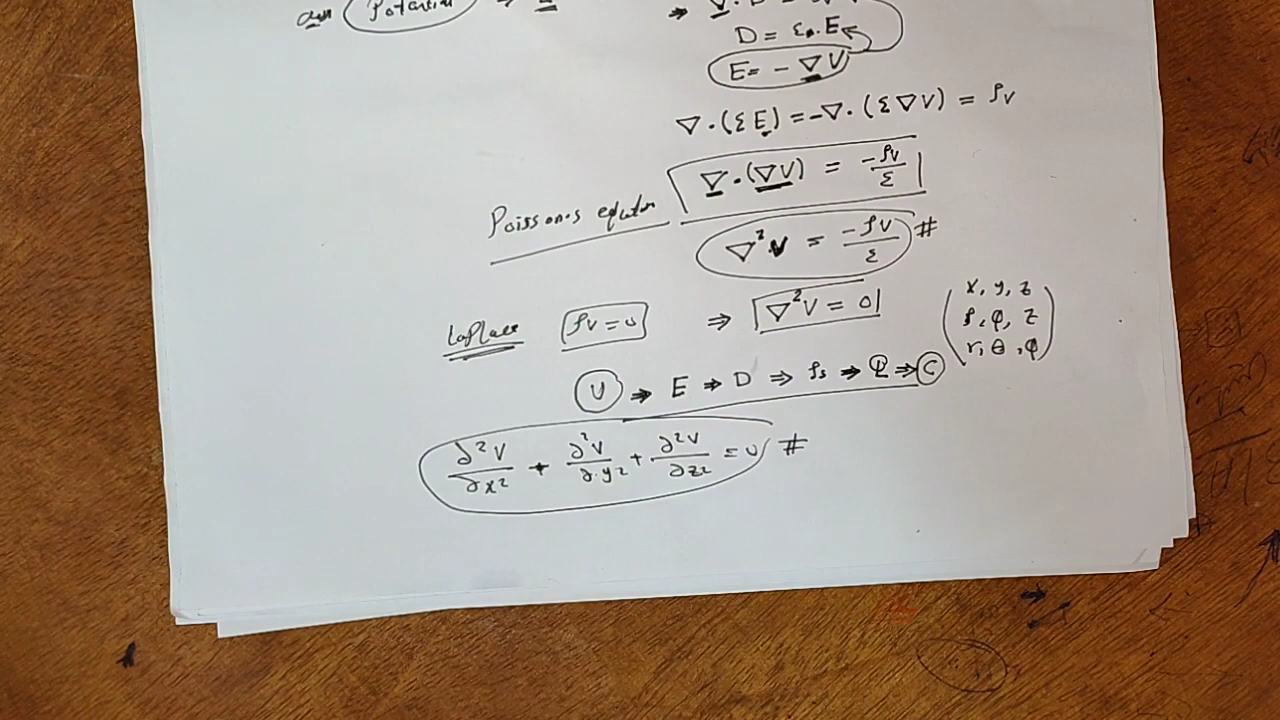 Potential ⇒
⇒ ∇ · D =
D = ε₀ . E
E = - ∇ V
∇ · (ε E) = -∇ · (ε ∇V) = ρv
∇ · (∇V) = -ρv/ε
Poisson's equation
∇²V = -ρv/ε #
Laplace ρv = 0 ⇒ ∇²V = 0
x, y, z
ρ, φ, z
r, θ, φ
V ⇒ E ⇒ D ⇒ ρs ⇒ Q ⇒ C
∂²V/∂x² + ∂²V/∂y² + ∂²V/∂z² = 0 #